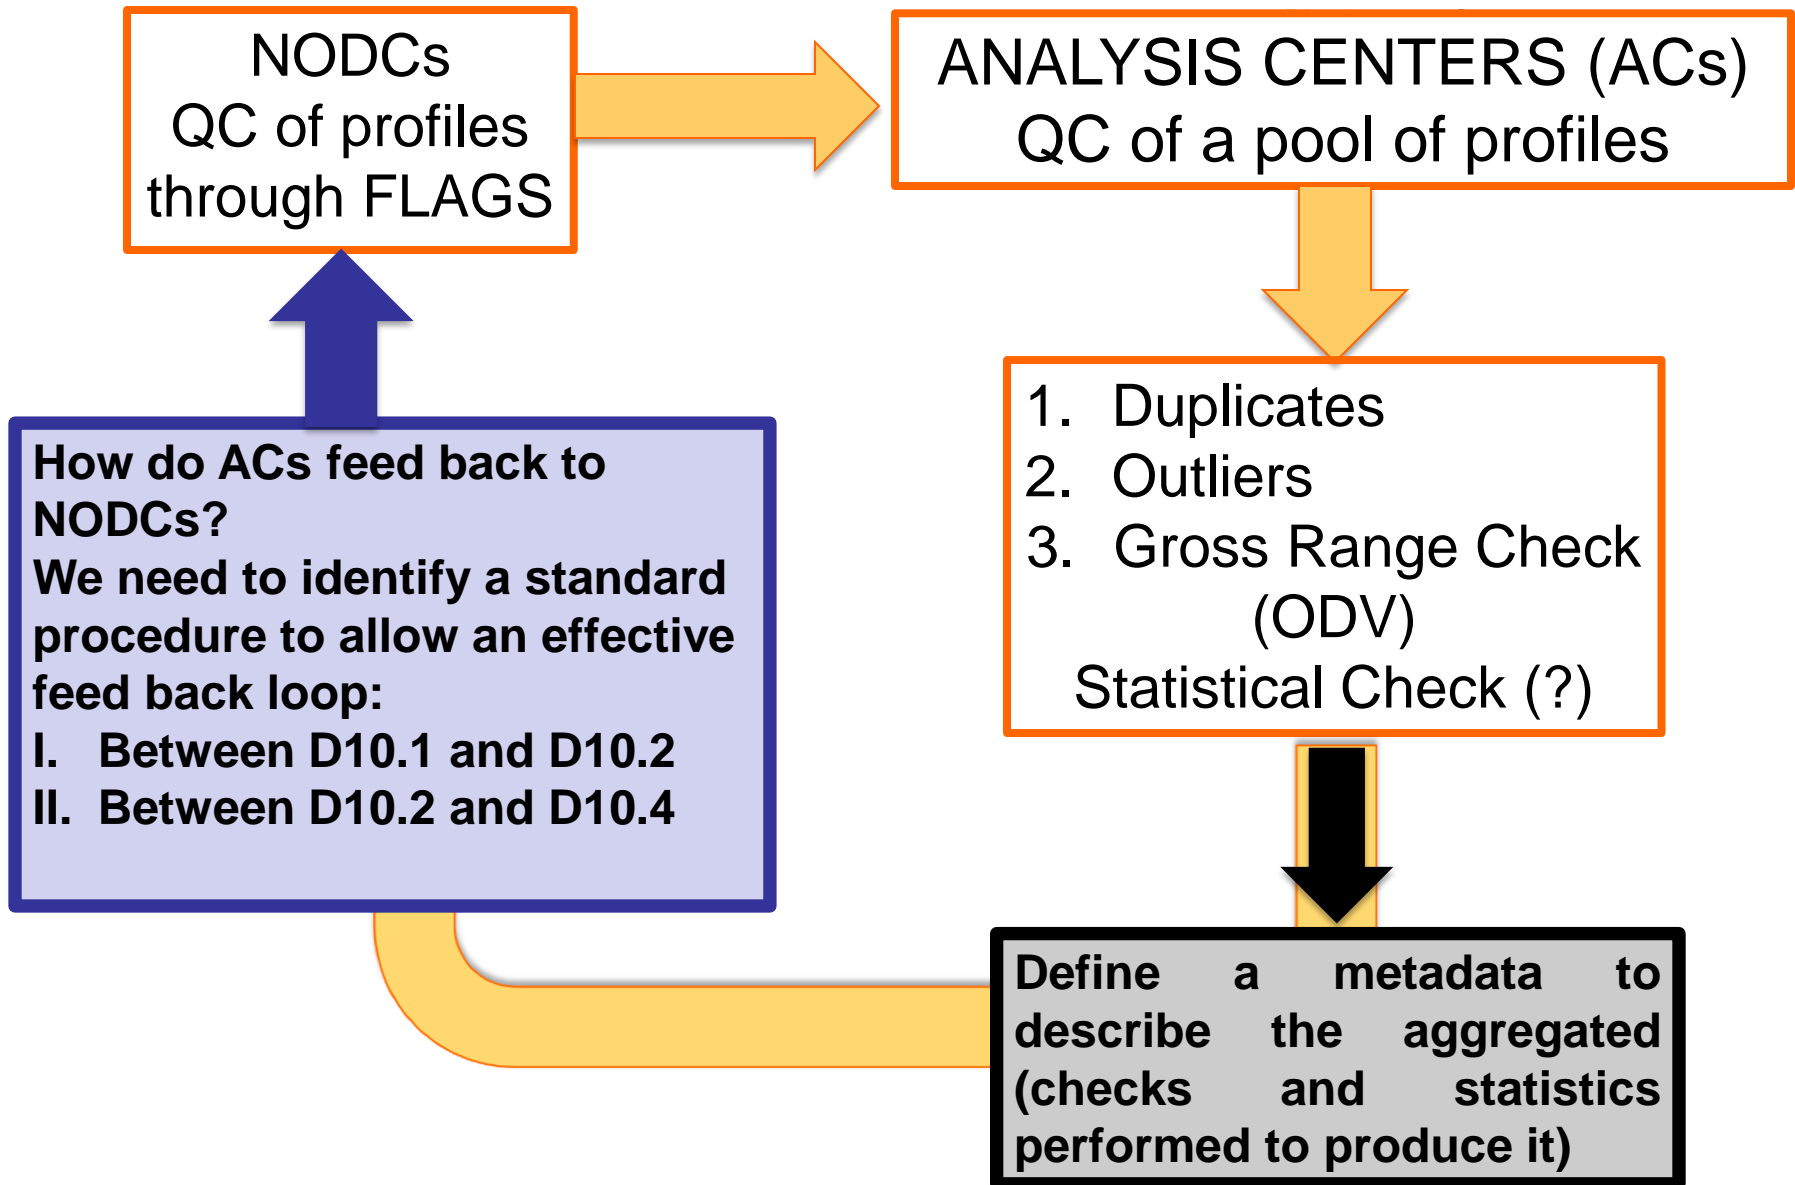 NODCs
QC of profiles
through FLAGS
ANALYSIS CENTERS (ACs)
QC of a pool of profiles
1. Duplicates
2. Outliers
3. Gross Range Check
(ODV)
Statistical Check (?)
How do ACs feed back to
NODCs?
We need to identify a standard
procedure to allow an effective
feed back loop:
I. Between D10.1 and D10.2
II. Between D10.2 and D10.4
Define a metadata to
describe the aggregated
(checks and statistics
performed to produce it)